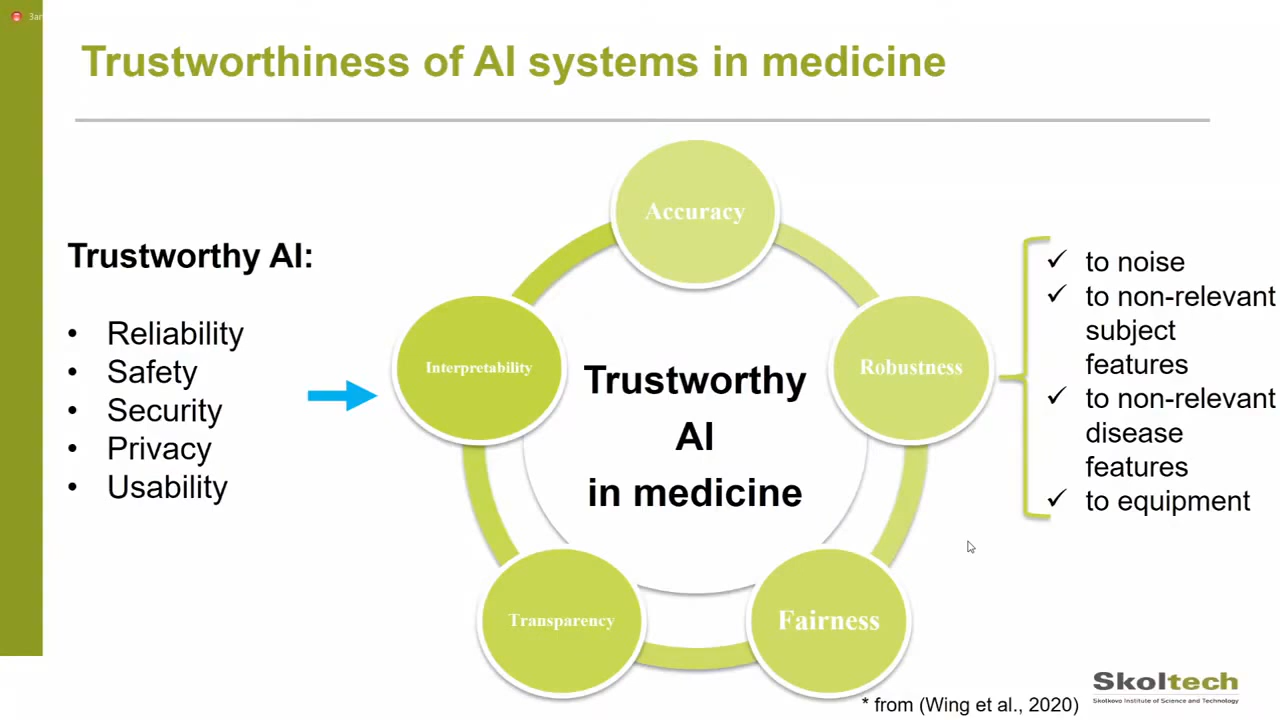 Trustworthiness of AI systems in medicine
Trustworthy AI:
• Reliability
• Safety
• Security
• Privacy
• Usability
Accuracy
Interpretability
Robustness
Transparency
Fairness
Trustworthy
AI
in medicine
✓ to noise
✓ to non-relevant
subject
features
✓ to non-relevant
disease
features
✓ to equipment
* from (Wing et al., 2020)
Skoltech
Skolkovo Institute of Science and Technology